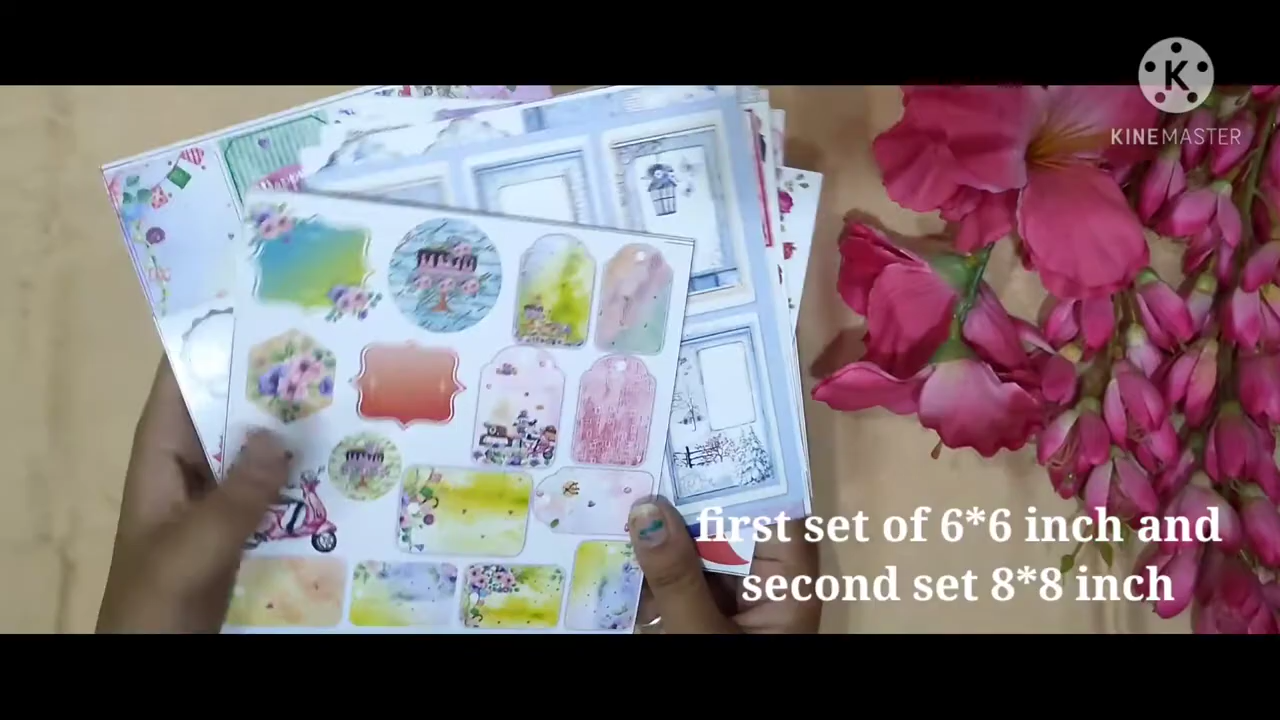 K
KINEMASTER
first set of 6*6 inch and
second set 8*8 inch